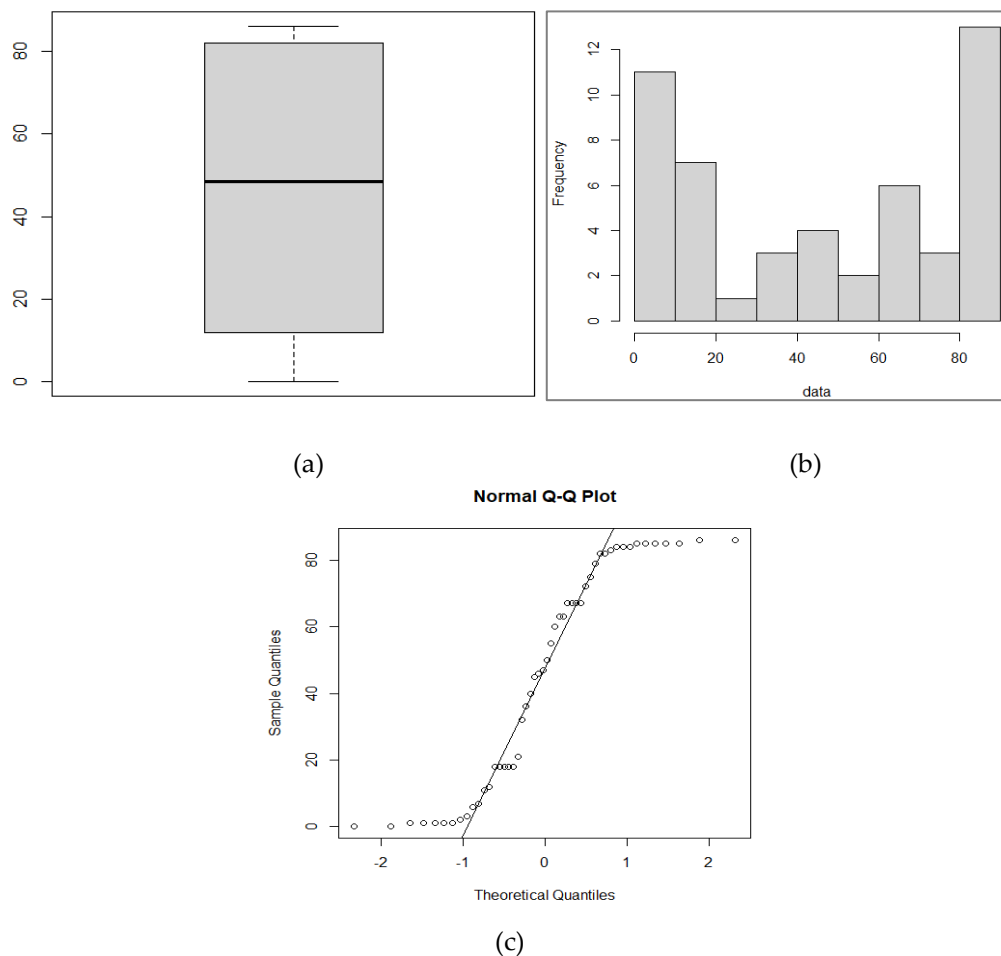 80
60
40
20
0
(a)
Frequency
12
10
8
6
4
2
0
0 20 40 60 80
data
(b)
Normal Q-Q Plot
Sample Quantiles
80
60
40
20
0
-2 -1 0 1 2
Theoretical Quantiles
(c)